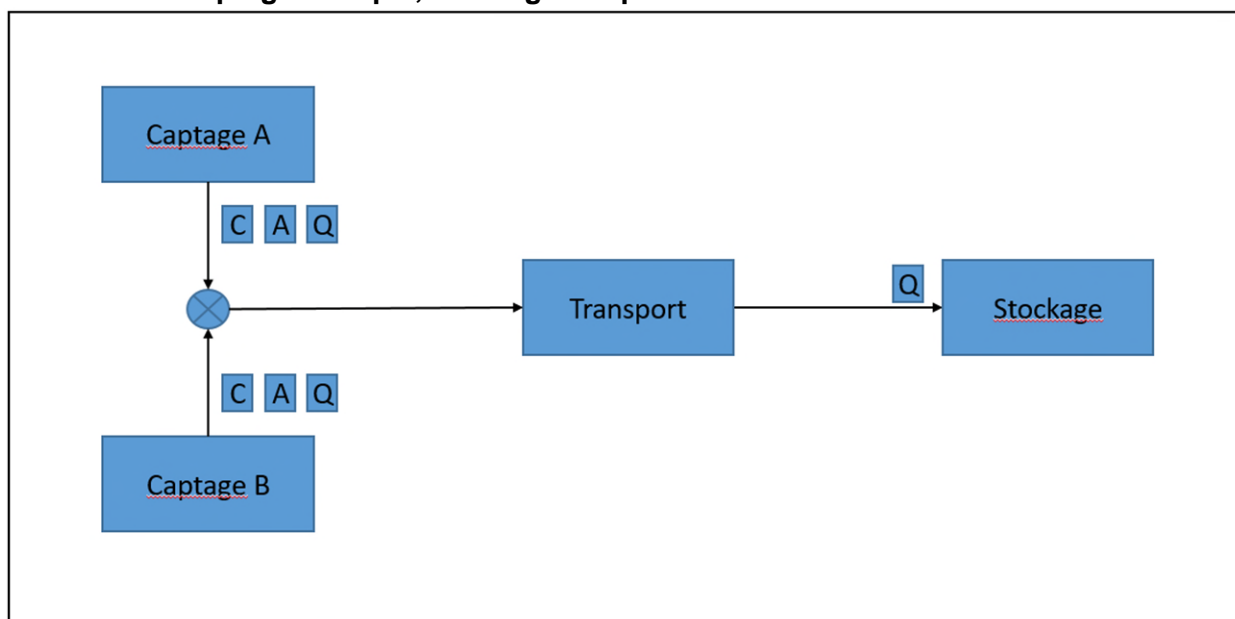 Captage A
C A Q
Q
Transport
Stockage
C A Q
Captage B